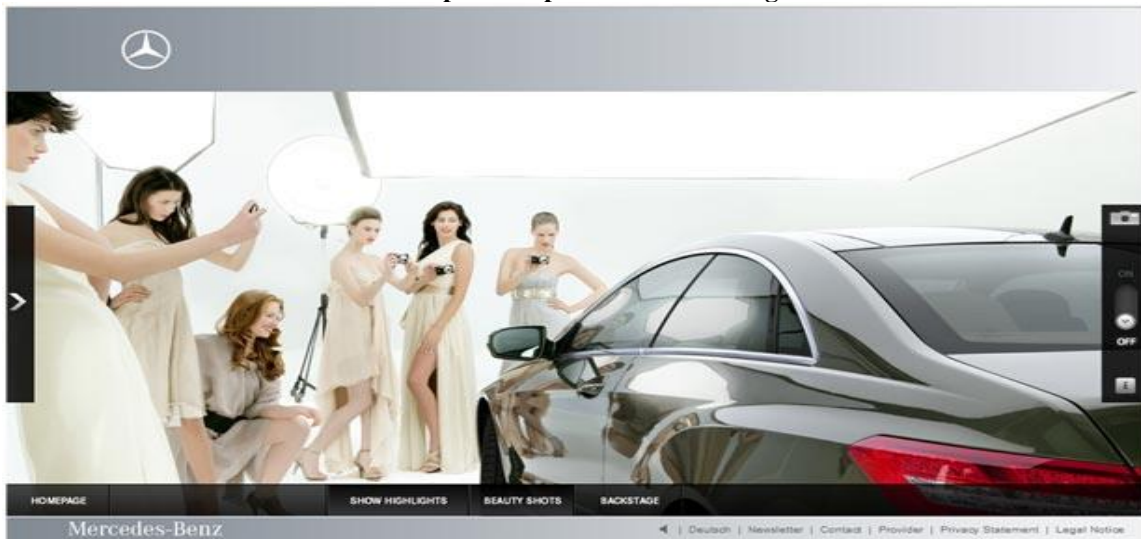 ON
OFF
E
HOMEPAGE SHOW HIGHLIGHTS BEAUTY SHOTS BACKSTAGE
Mercedes-Benz | Deutsch | Newsletter | Contact | Provider | Privacy Statement | Legal Notice